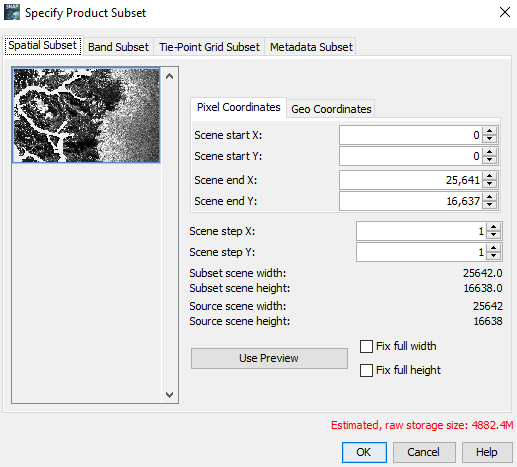 SNAP
Specify Product Subset
Spatial Subset Band Subset Tie-Point Grid Subset Metadata Subset
Pixel Coordinates Geo Coordinates
Scene start X: 0
Scene start Y: 0
Scene end X: 25,641
Scene end Y: 16,637
Scene step X: 1
Scene step Y: 1
Subset scene width: 25642.0
Subset scene height: 16638.0
Source scene width: 25642
Source scene height: 16638
Use Preview
Fix full width
Fix full height
Estimated, raw storage size: 4882.4M
OK Cancel Help